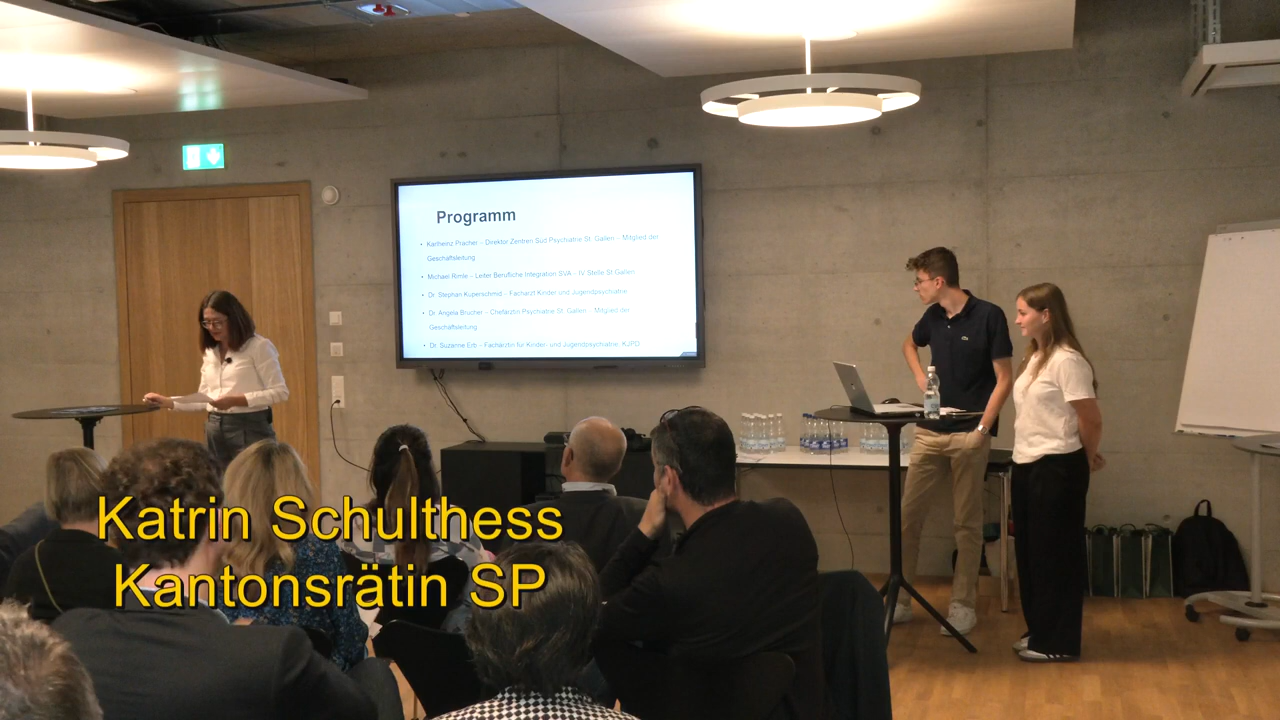 Programm
• Karlheinz Pracher – Direktor Zentren Süd Psychiatrie St. Gallen – Mitglied der
Geschäftsleitung
• Michael Rimle – Leiter Berufliche Integration SVA – IV Stelle St.Gallen
• Dr. Stephan Kupferschmid – Facharzt Kinder und Jugendpsychiatrie
• Dr. Angela Brucher – Chefärztin Psychiatrie St. Gallen – Mitglied der
Geschäftsleitung
• Dr. Suzanne Erb – Fachärztin für Kinder- und Jugendpsychiatrie, KJPD
Katrin Schulthess
Kantonsrätin SP